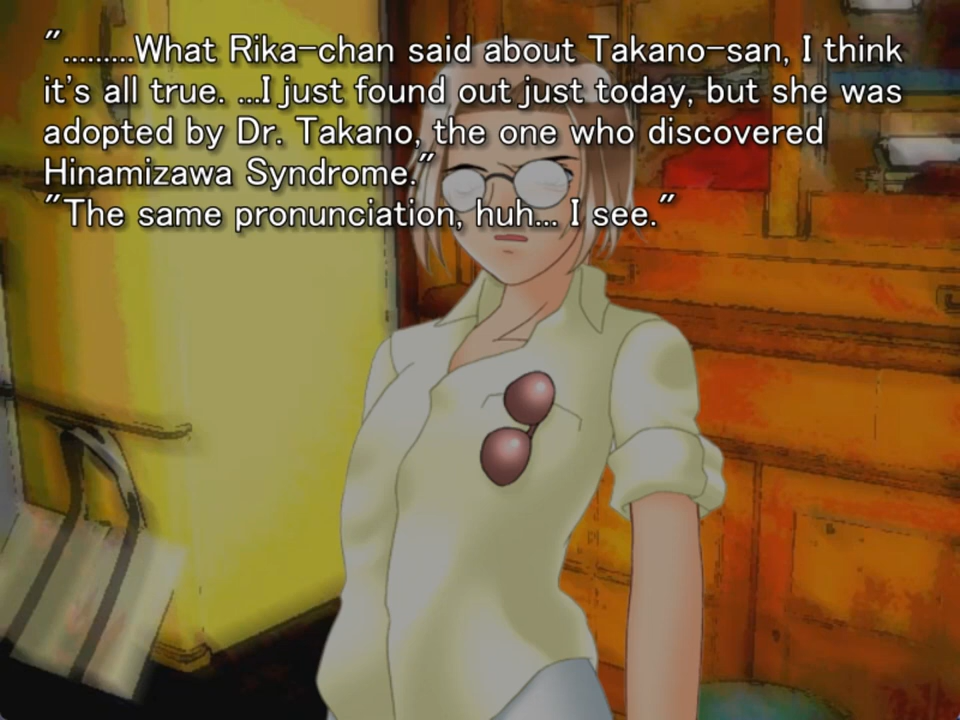 ".........What Rika-chan said about Takano-san, I think
it's all true. ...I just found out just today, but she was
adopted by Dr. Takano, the one who discovered
Hinamizawa Syndrome."
"The same pronunciation, huh... I see."